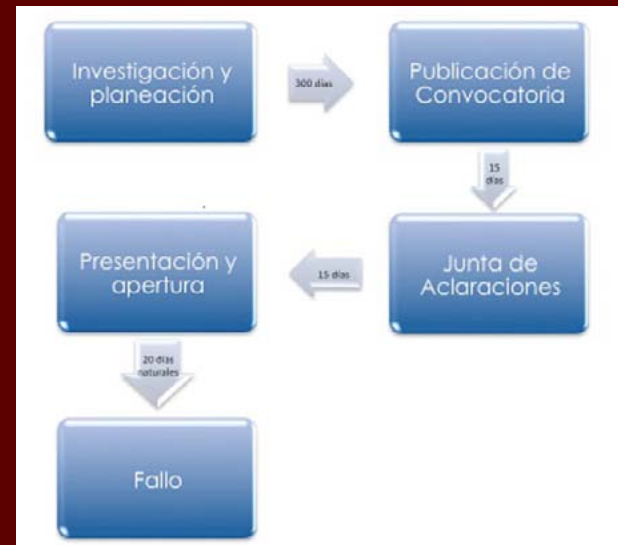 Investigación y
planeación
300 días
Publicación de
Convocatoria
15
días
Junta de
Aclaraciones
15 días
Presentación y
apertura
20 días
naturales
Fallo